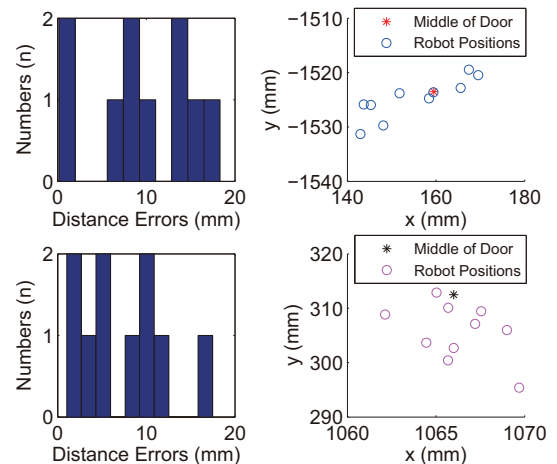 2
1
0
0
10
20
Numbers (n)
Distance Errors (mm)
−1510
−1520
−1530
−1540
140
160
180
y (mm)
x (mm)
Middle of Door
Robot Positions
2
1
0
0
10
20
Numbers (n)
Distance Errors (mm)
320
310
300
290
1060
1065
1070
y (mm)
x (mm)
Middle of Door
Robot Positions